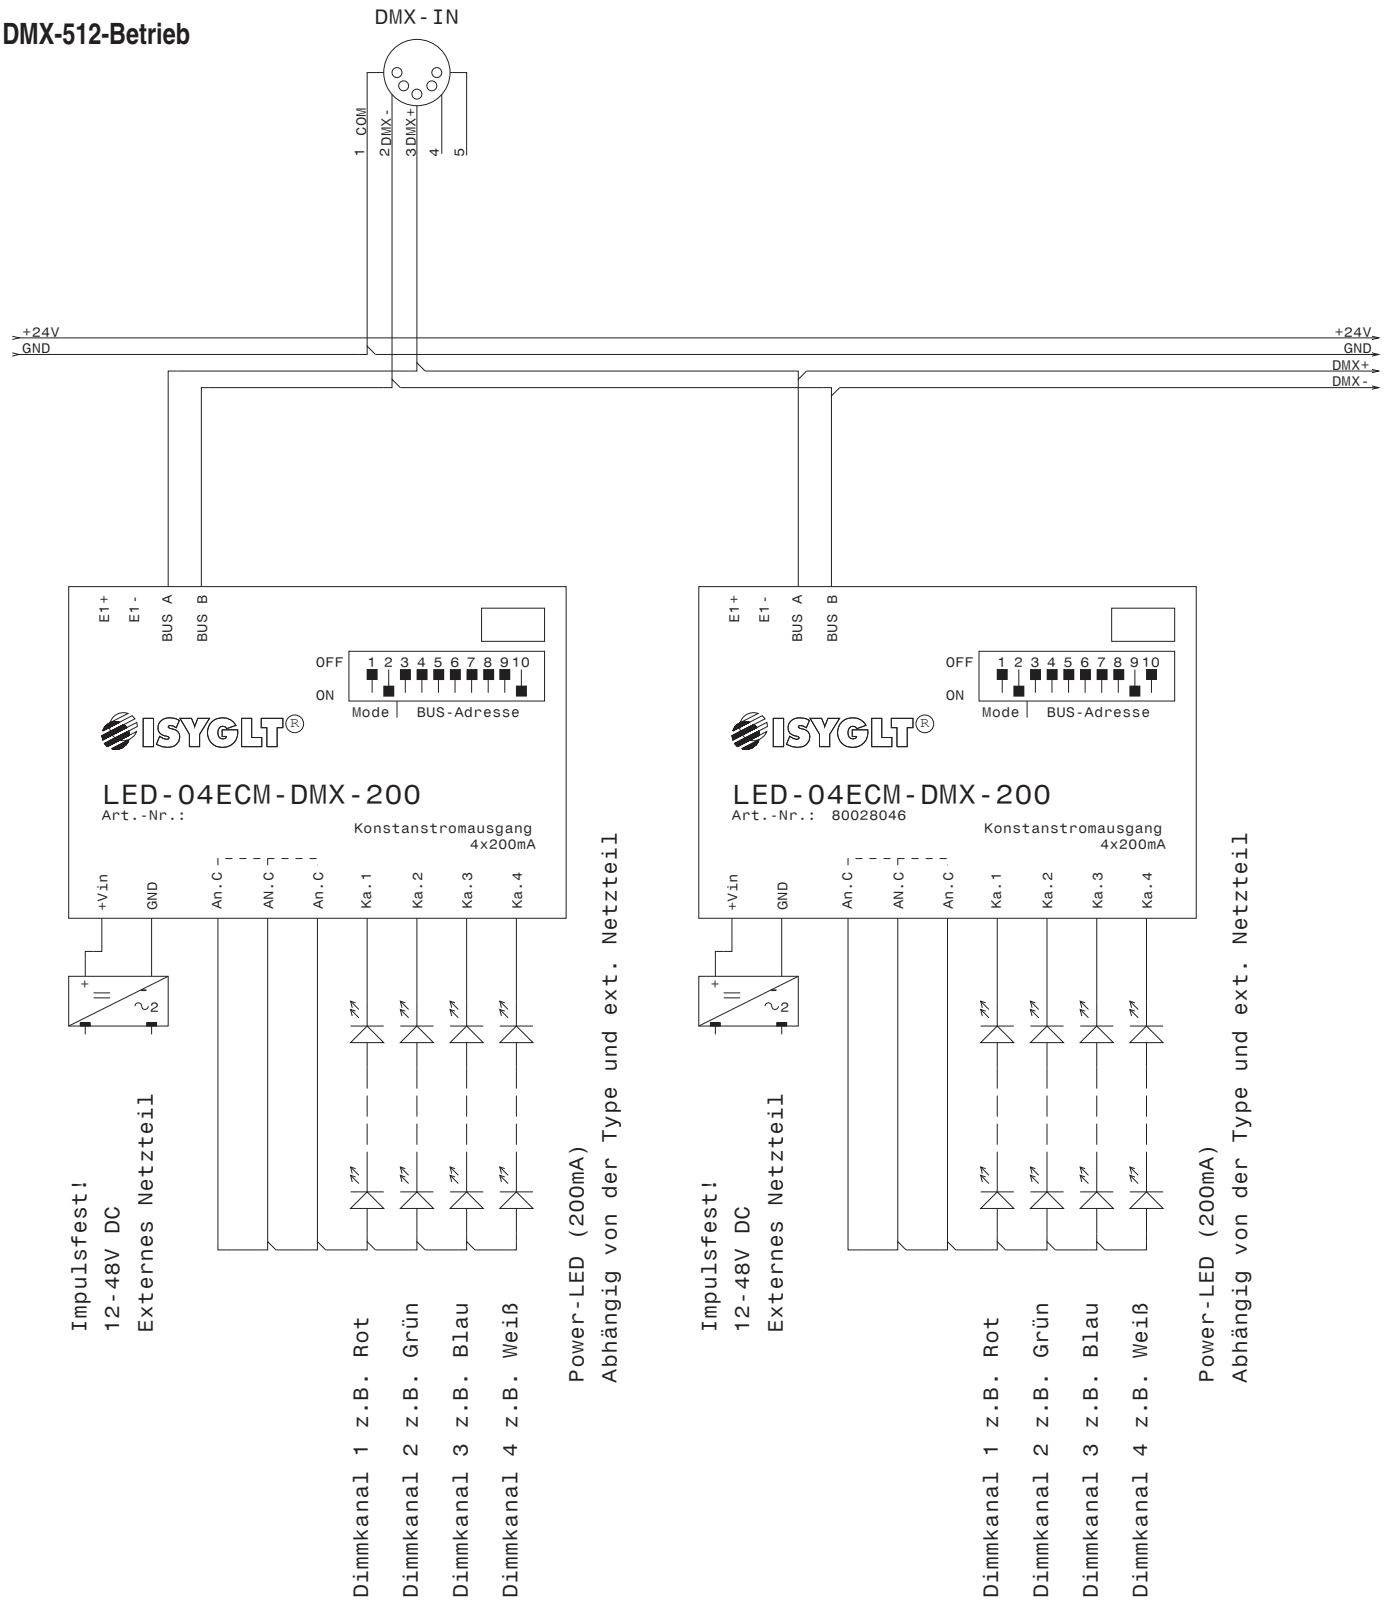 DMX-512-Betrieb
DMX-IN
1 COM
2 DMX-
3 DMX+
4
5
+24V
GND
+24V
GND
DMX+
DMX-
E1+
E1-
BUS A
BUS B
OFF
ON
1 2 3 4 5 6 7 8 9 10
Mode
BUS-Adresse
ISYGLT®
LED-04ECM-DMX-200
Art.-Nr.:
Konstanstromausgang
4x200mA
+Vin
GND
An.C
AN.C
An.C
Ka.1
Ka.2
Ka.3
Ka.4
+
-
2
Impulsfest!
12-48V DC
Externes Netzteil
Dimmkanal 1 z.B. Rot
Dimmkanal 2 z.B. Grün
Dimmkanal 3 z.B. Blau
Dimmkanal 4 z.B. Weiß
Power-LED (200mA)
Abhängig von der Type und ext. Netzteil
E1+
E1-
BUS A
BUS B
OFF
ON
1 2 3 4 5 6 7 8 9 10
Mode
BUS-Adresse
ISYGLT®
LED-04ECM-DMX-200
Art.-Nr.: 80028046
Konstanstromausgang
4x200mA
+Vin
GND
An.C
AN.C
An.C
Ka.1
Ka.2
Ka.3
Ka.4
+
-
2
Impulsfest!
12-48V DC
Externes Netzteil
Dimmkanal 1 z.B. Rot
Dimmkanal 2 z.B. Grün
Dimmkanal 3 z.B. Blau
Dimmkanal 4 z.B. Weiß
Power-LED (200mA)
Abhängig von der Type und ext. Netzteil